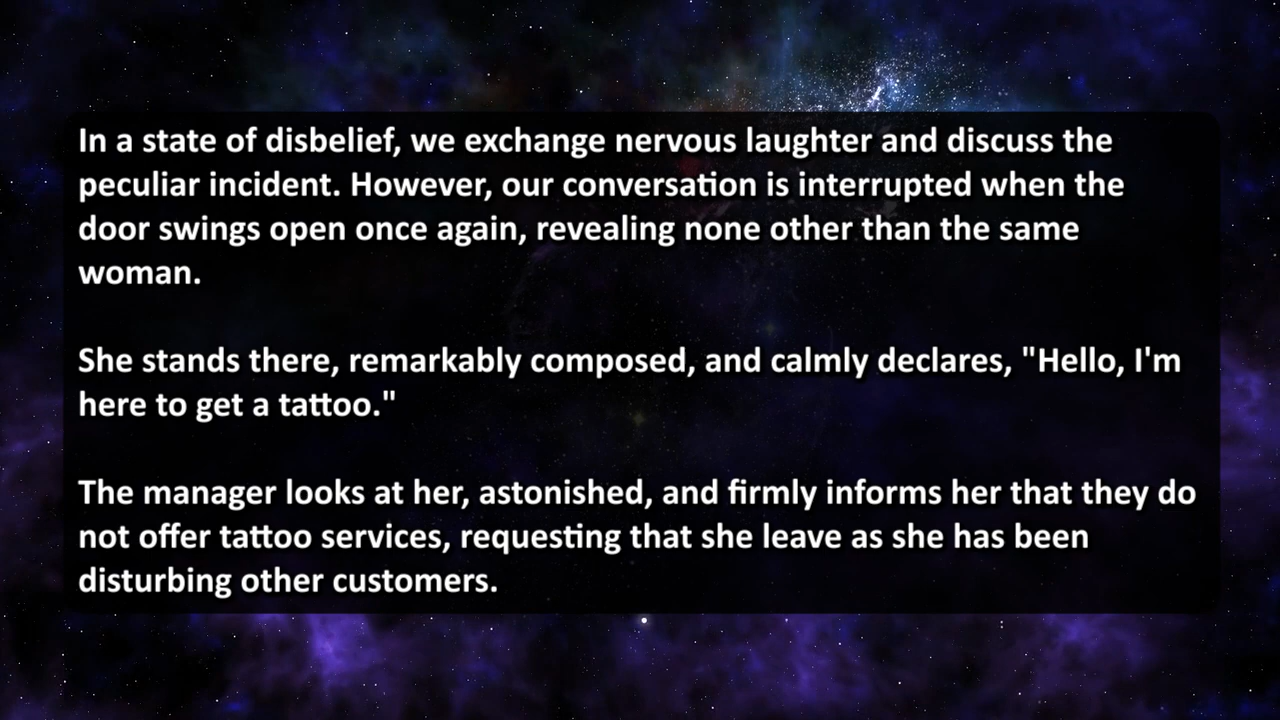 In a state of disbelief, we exchange nervous laughter and discuss the
peculiar incident. However, our conversation is interrupted when the
door swings open once again, revealing none other than the same
woman.
She stands there, remarkably composed, and calmly declares, "Hello, I'm
here to get a tattoo."
The manager looks at her, astonished, and firmly informs her that they do
not offer tattoo services, requesting that she leave as she has been
disturbing other customers.